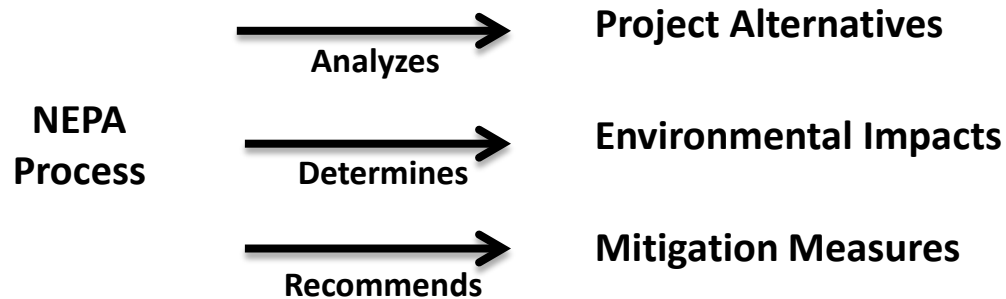 Project Alternatives
Analyzes
NEPA
Process
Environmental Impacts
Determines
Mitigation Measures
Recommends